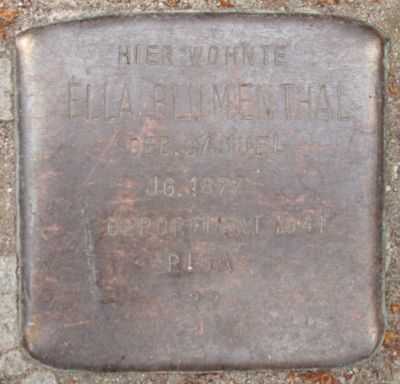 HIER WOHNTE
ELLA BLUMENTHAL
GEB. SAMUEL
JG. 1877
DEPORTIERT 1941
RIGA
???